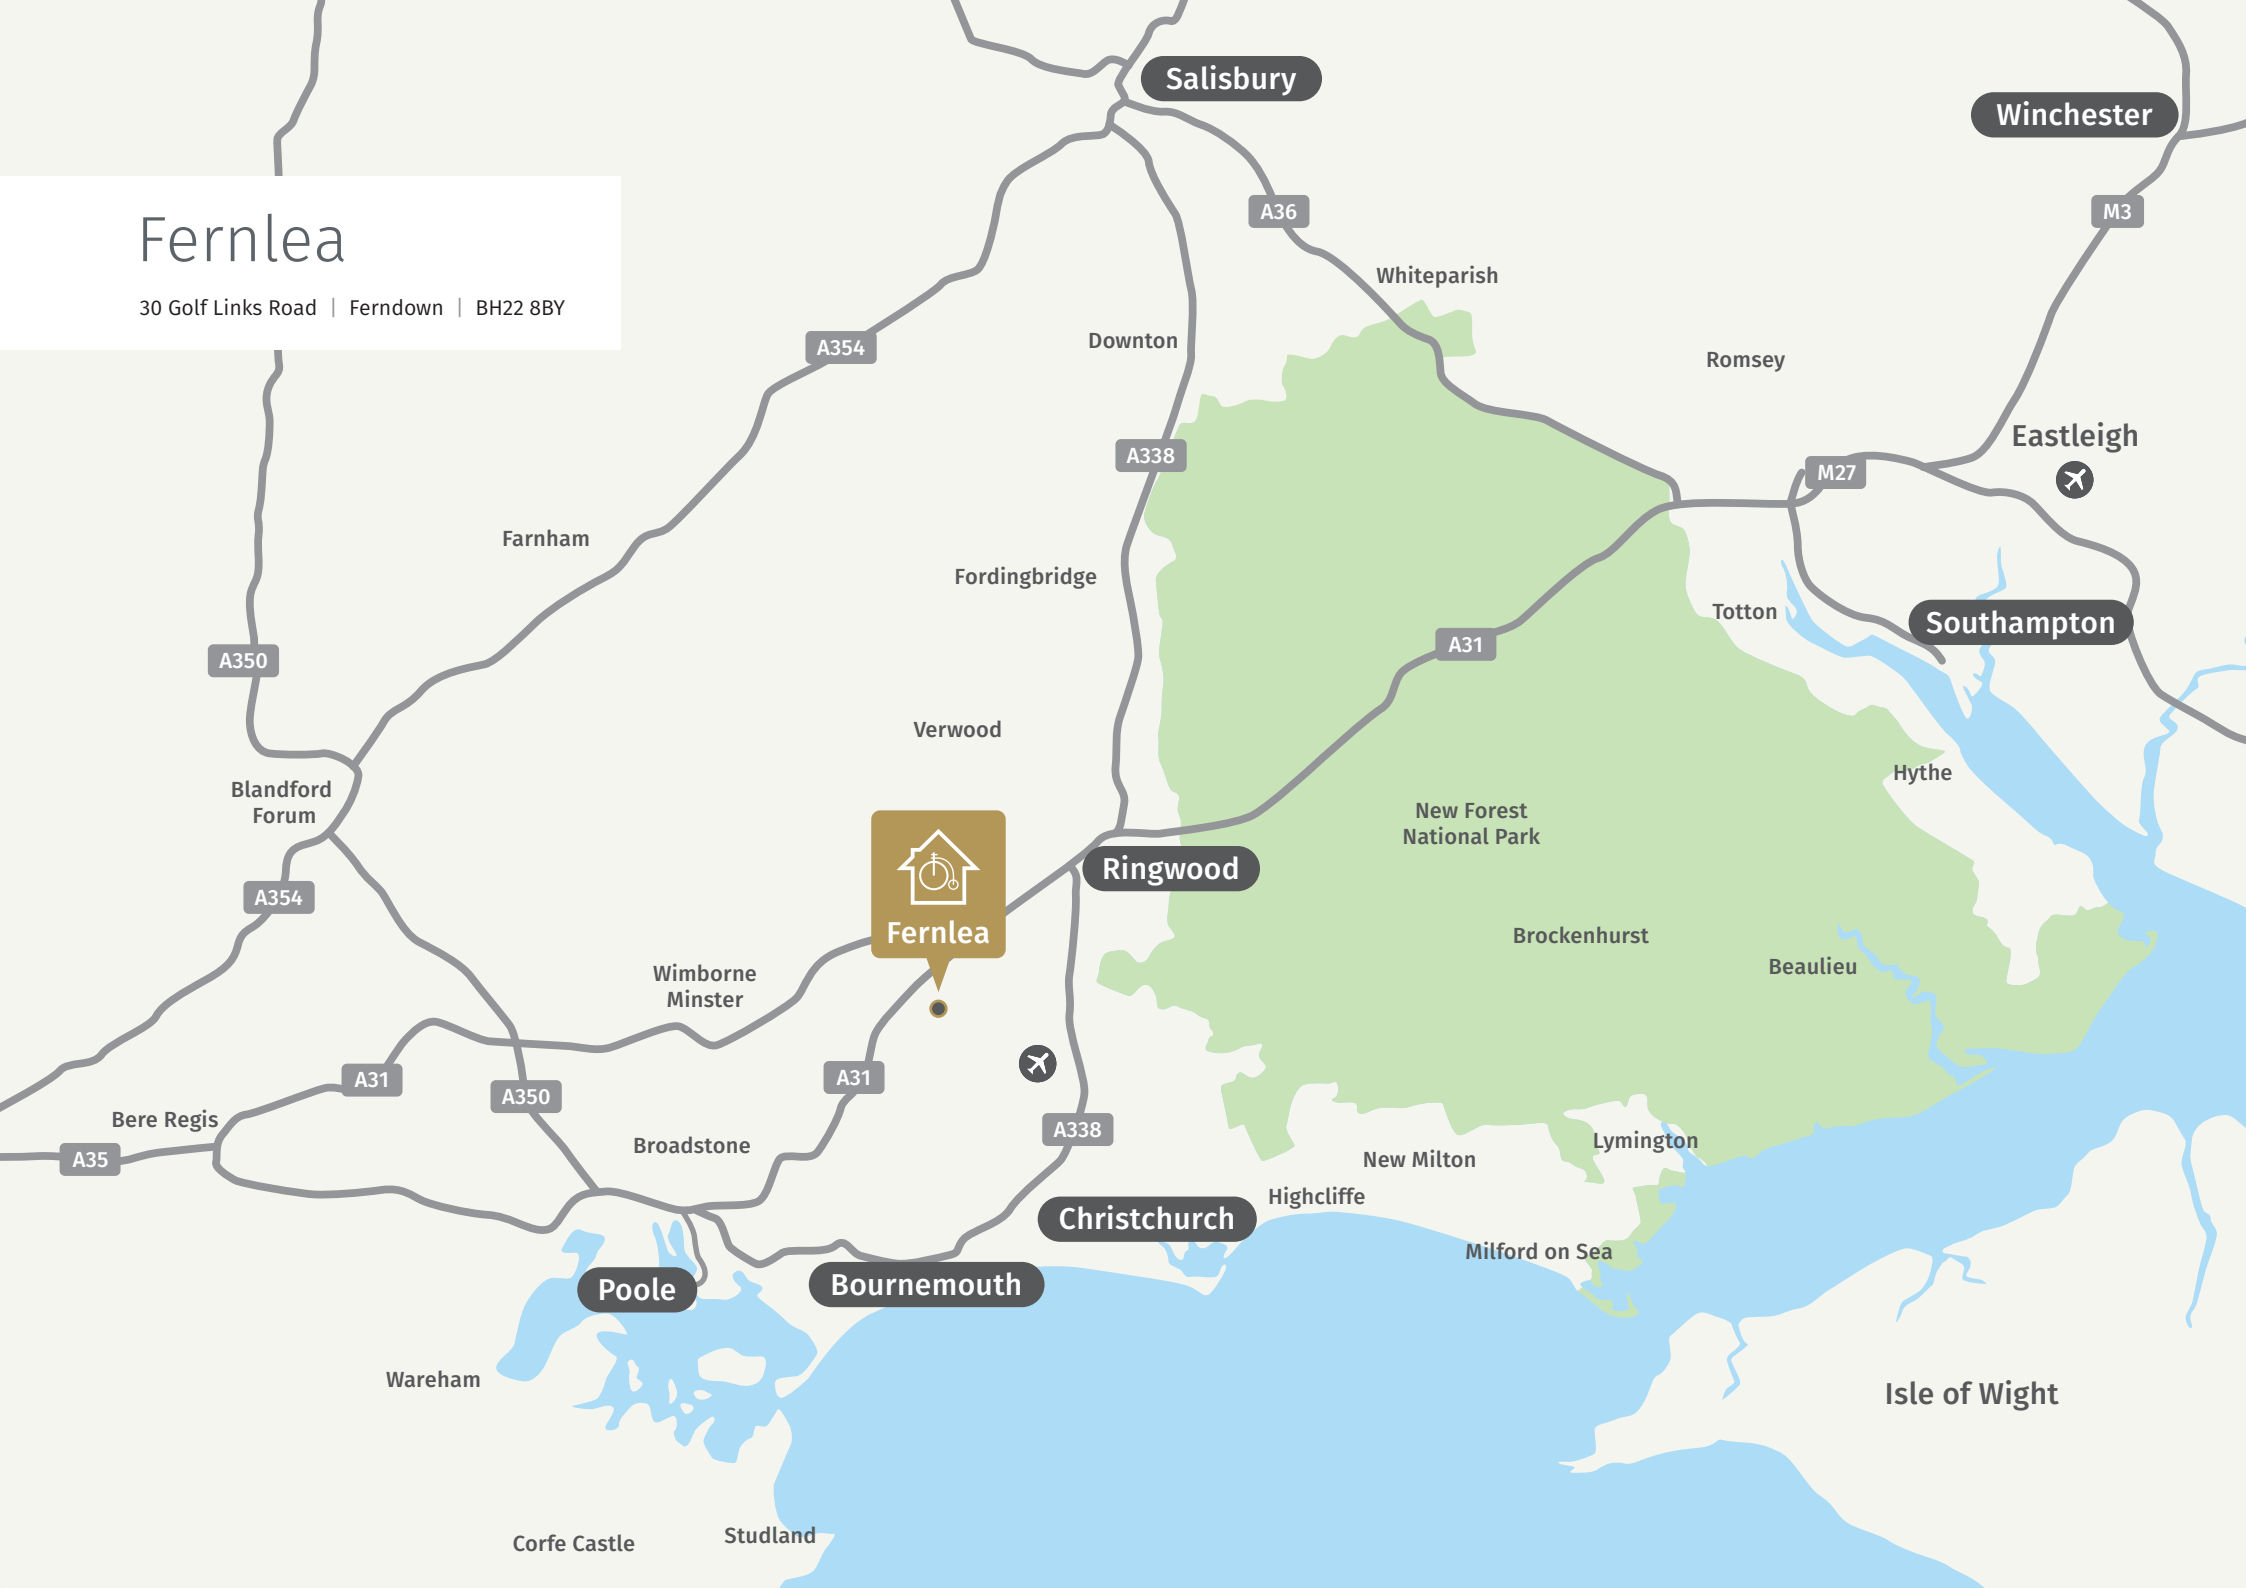 Salisbury
Winchester
A36
M3
Fernlea
30 Golf Links Road | Ferndown | BH22 8BY
Whiteparish
Downton
A354
Romsey
Eastleigh
A338
M27
Farnham
Fordingbridge
Totton
Southampton
A31
A350
Verwood
Hythe
Blandford
Forum
New Forest
National Park
Ringwood
A354
Fernlea
Brockenhurst
Beaulieu
Wimborne
Minster
A31
A31
A350
Bere Regis
A338
Broadstone
Lymington
A35
New Milton
Highcliffe
Christchurch
Milford on Sea
Poole
Bournemouth
Wareham
Isle of Wight
Studland
Corfe Castle